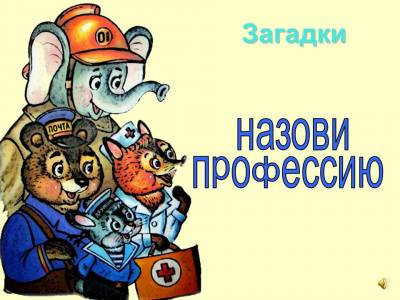 Загадки
01
назови
профессию
ПОЧТА